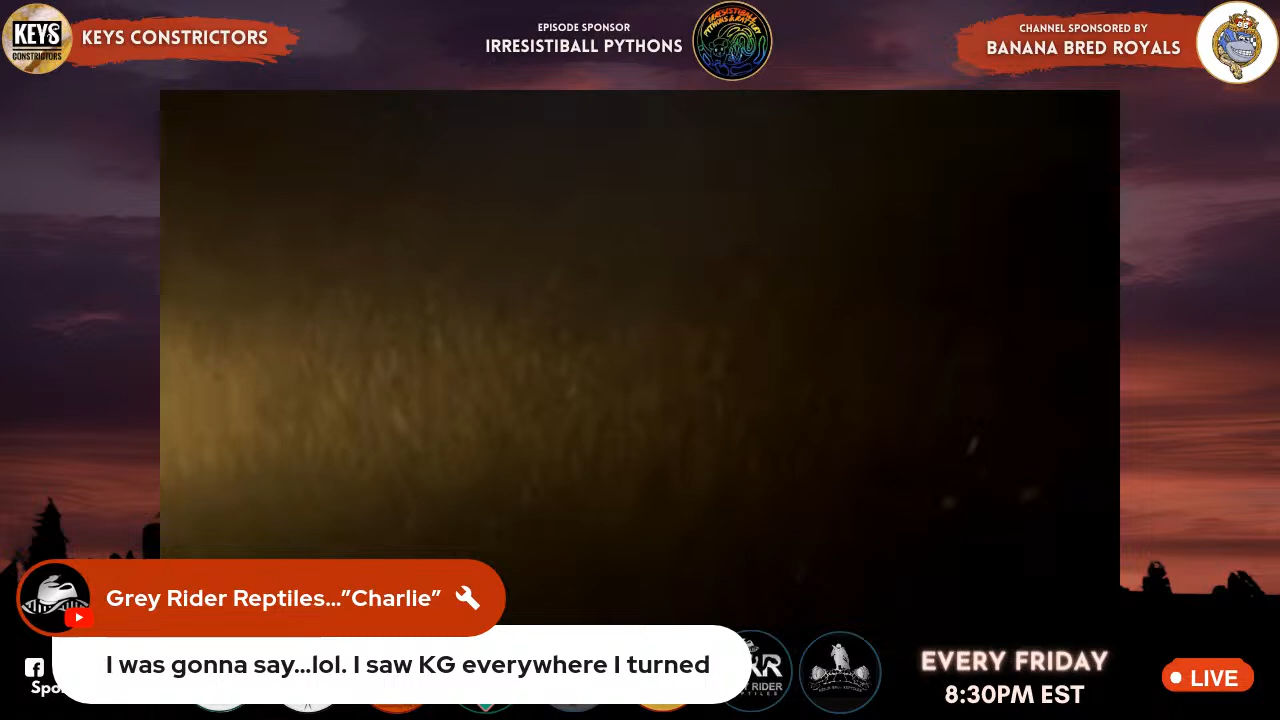 KEYS
CONSTRICTORS
KEYS CONSTRICTORS
EPISODE SPONSOR
IRRESISTIBALL PYTHONS
CHANNEL SPONSORED BY
BANANA BRED ROYALS
Grey Rider Reptiles..."Charlie"
I was gonna say...lol. I saw KG everywhere I turned
Spo
EVERY FRIDAY
8:30PM EST
LIVE